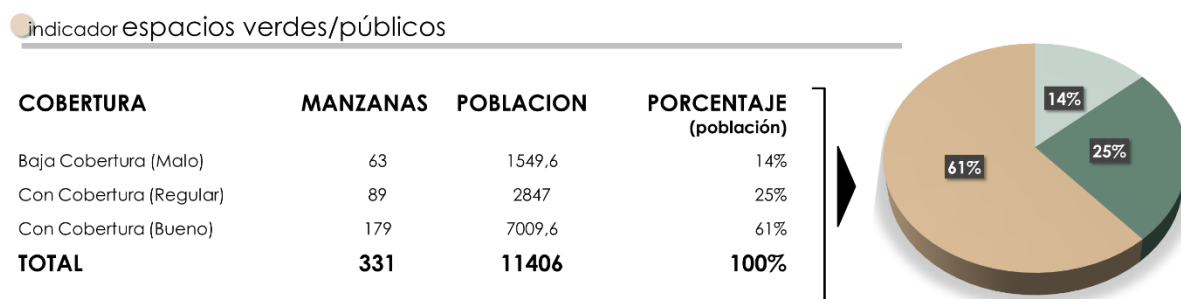 indicador espacios verdes/públicos
COBERTURA MANZANAS POBLACION PORCENTAJE
(población)
Baja Cobertura (Malo) 63 1549,6 14%
Con Cobertura (Regular) 89 2847 25%
Con Cobertura (Bueno) 179 7009,6 61%
TOTAL 331 11406 100%
14%
25%
61%